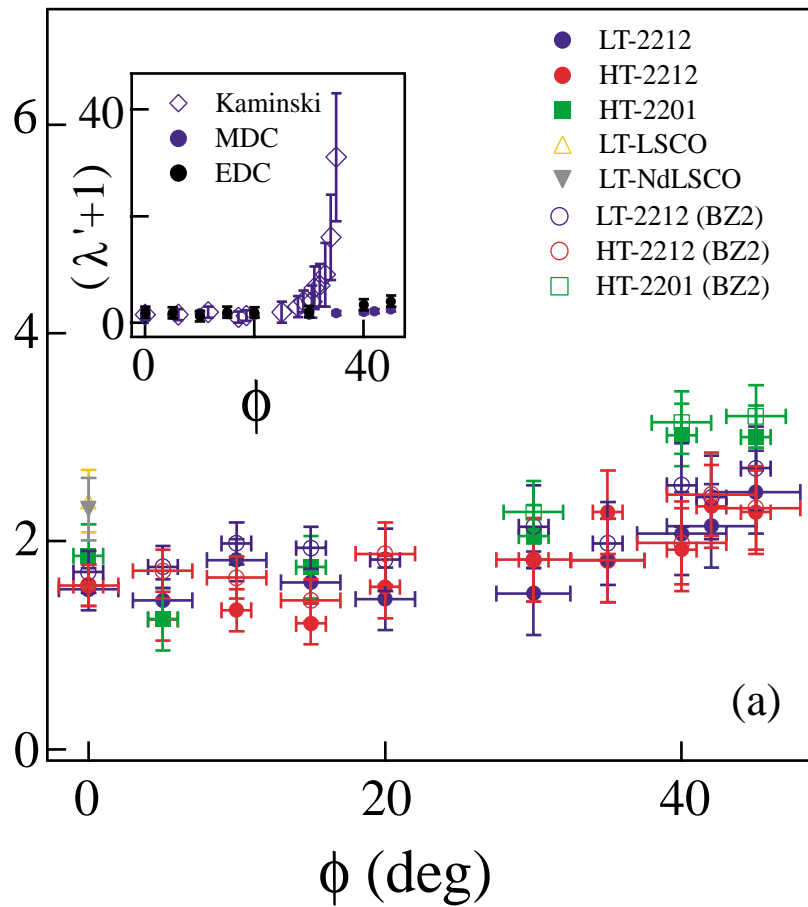 6
4
2
0
0
20
40
ϕ (deg)
(a)
LT-2212
HT-2212
HT-2201
LT-LSCO
LT-NdLSCO
LT-2212 (BZ2)
HT-2212 (BZ2)
HT-2201 (BZ2)
40
0
(λ'+1)
Kaminski
MDC
EDC
0
40
ϕ